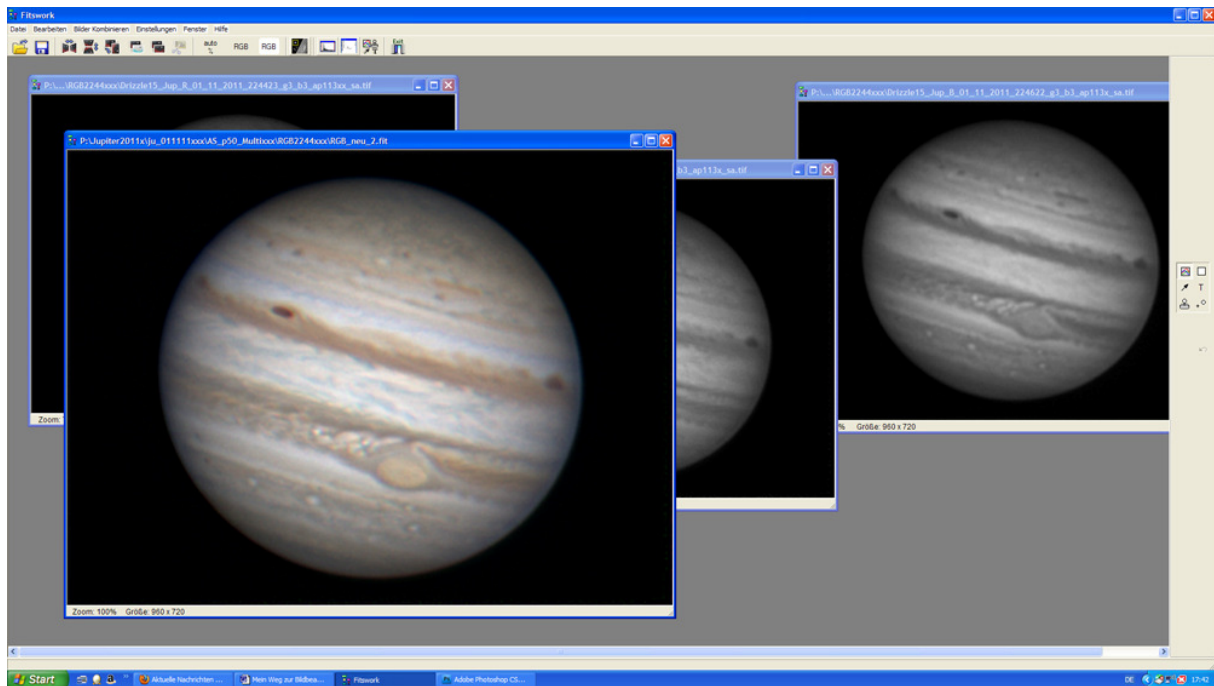 Fitswork
Datei Bearbeiten Bilder Kombinieren Einstellungen Fenster Hilfe
auto RGB RGB Exit
P:\...\RGB2244xxx\Drizzle15_Jup_R_01_11_2011_224423_g3_b3_ap113xx_sa.tif
P:\...\RGB2244xxx\Drizzle15_Jup_B_01_11_2011_224622_g3_b3_ap113x_sa.tif
P:\Jupiter2011x\ju_011111xxx\AS_p50_Multixxx\RGB2244xxx\RGB_neu_2.fit
b3_ap113x_sa.tif
T
Zoom:
% Größe: 960 x 720
Zoom: 100% Größe: 960 x 720
Start Aktuelle Nachrichten ... Mein Weg zur Bildbea... Fitswork Adobe Photoshop CS... DE 17:42